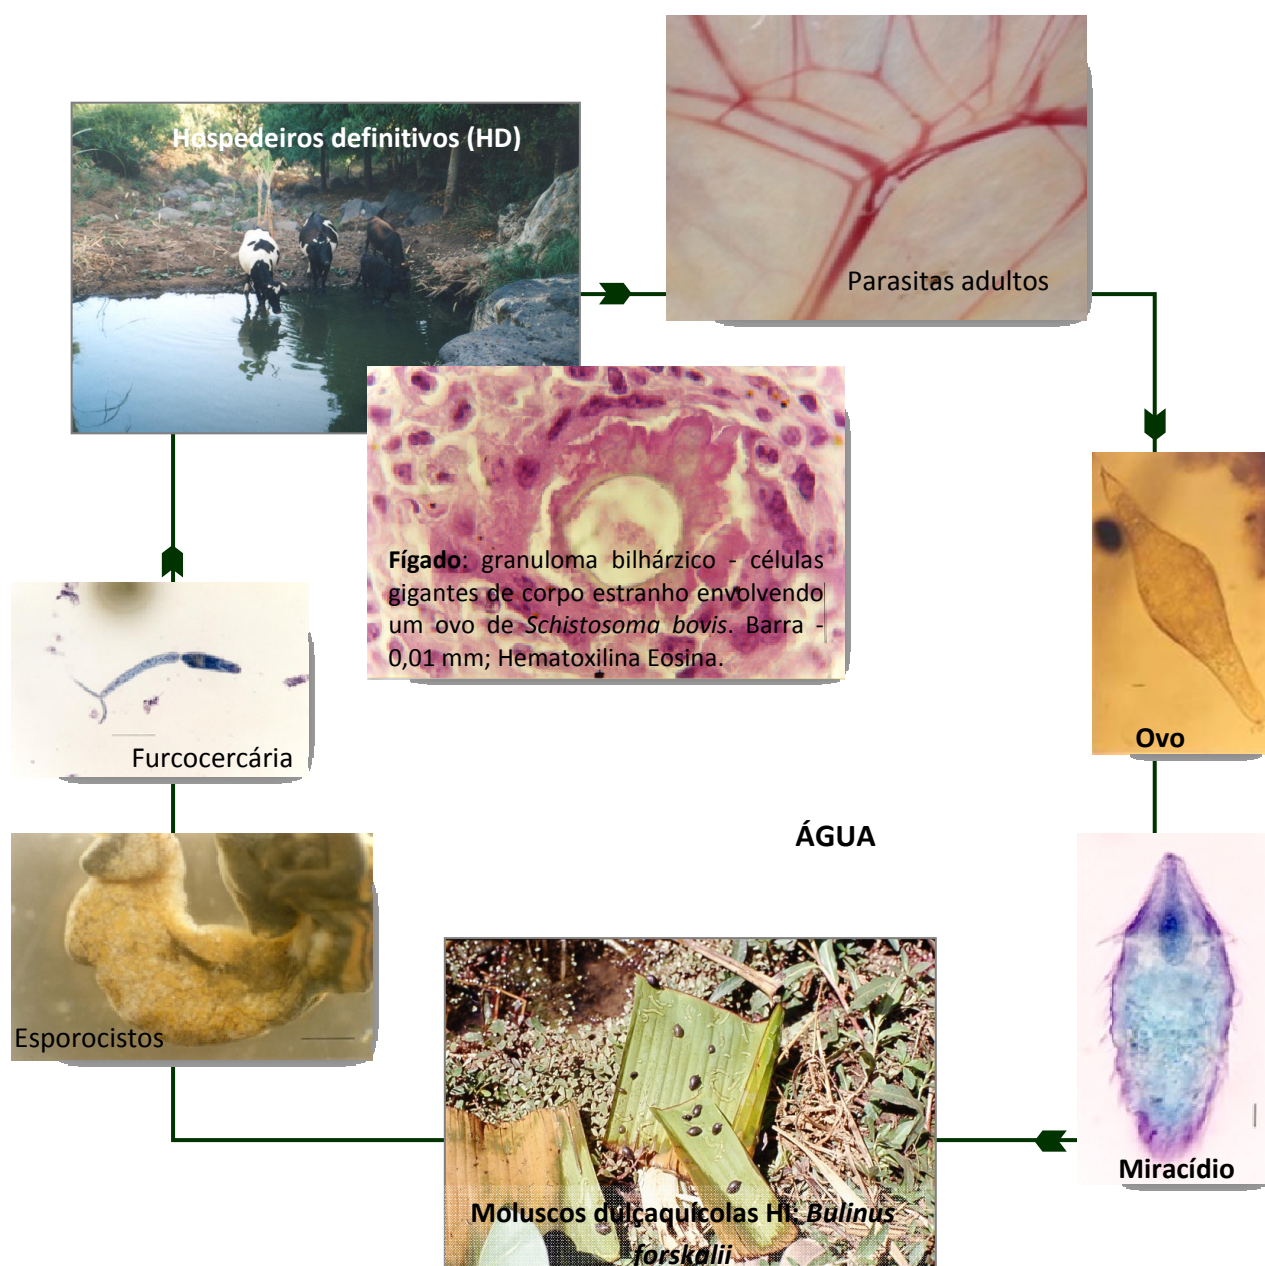 Hospedeiros definitivos (HD)
Parasitas adultos
Fígado: granuloma bilhárzico - células
gigantes de corpo estranho envolvendo
um ovo de Schistosoma bovis. Barra -
0,01 mm; Hematoxilina Eosina.
Ovo
Furcocercária
ÁGUA
Esporocistos
Miracídio
Moluscos dulçaquícolas HI: Bulinus
forskalii